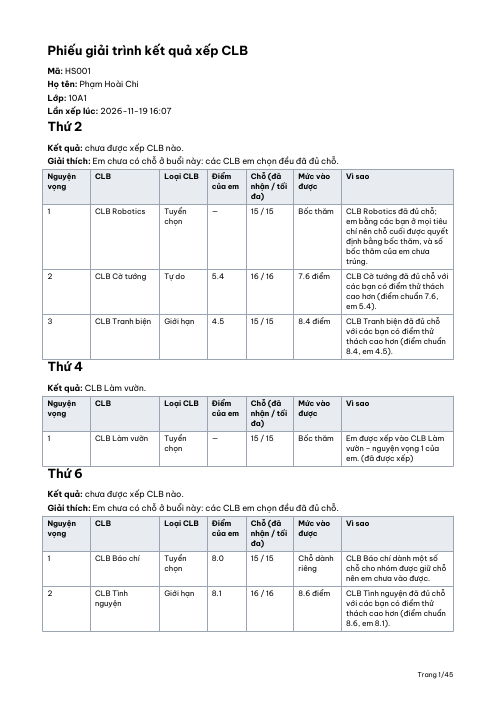 Phiếu giải trình kết quả xếp CLB
Mã: HS001
Họ tên: Phạm Hoài Chi
Lớp: 10A1
Lần xếp lúc: 2026-11-19 16:07
Thứ 2
Kết quả: chưa được xếp CLB nào.
Giải thích: Em chưa có chỗ ở buổi này: các CLB em chọn đều đã đủ chỗ.
Nguyện vọng | CLB | Loại CLB | Điểm của em | Chỗ (đã nhận / tối đa) | Mức vào được | Vì sao
1 | CLB Robotics | Tuyển chọn | — | 15 / 15 | Bốc thăm | CLB Robotics đã đủ chỗ; em bằng các bạn ở mọi tiêu chí nên chỗ cuối được quyết định bằng bốc thăm, và số bốc thăm của em chưa trúng.
2 | CLB Cờ tướng | Tự do | 5.4 | 16 / 16 | 7.6 điểm | CLB Cờ tướng đã đủ chỗ với các bạn có điểm thử thách cao hơn (điểm chuẩn 7.6, em 5.4).
3 | CLB Tranh biện | Giới hạn | 4.5 | 15 / 15 | 8.4 điểm | CLB Tranh biện đã đủ chỗ với các bạn có điểm thử thách cao hơn (điểm chuẩn 8.4, em 4.5).
Thứ 4
Kết quả: CLB Làm vườn.
Nguyện vọng | CLB | Loại CLB | Điểm của em | Chỗ (đã nhận / tối đa) | Mức vào được | Vì sao
1 | CLB Làm vườn | Tuyển chọn | — | 15 / 15 | Bốc thăm | Em được xếp vào CLB Làm vườn – nguyện vọng 1 của em. (đã được xếp)
Thứ 6
Kết quả: chưa được xếp CLB nào.
Giải thích: Em chưa có chỗ ở buổi này: các CLB em chọn đều đã đủ chỗ.
Nguyện vọng | CLB | Loại CLB | Điểm của em | Chỗ (đã nhận / tối đa) | Mức vào được | Vì sao
1 | CLB Báo chí | Tuyển chọn | 8.0 | 15 / 15 | Chỗ dành riêng | CLB Báo chí dành một số chỗ cho nhóm được giữ chỗ nên em chưa vào được.
2 | CLB Tình nguyện | Giới hạn | 8.1 | 16 / 16 | 8.6 điểm | CLB Tình nguyện đã đủ chỗ với các bạn có điểm thử thách cao hơn (điểm chuẩn 8.6, em 8.1).
Trang 1/45